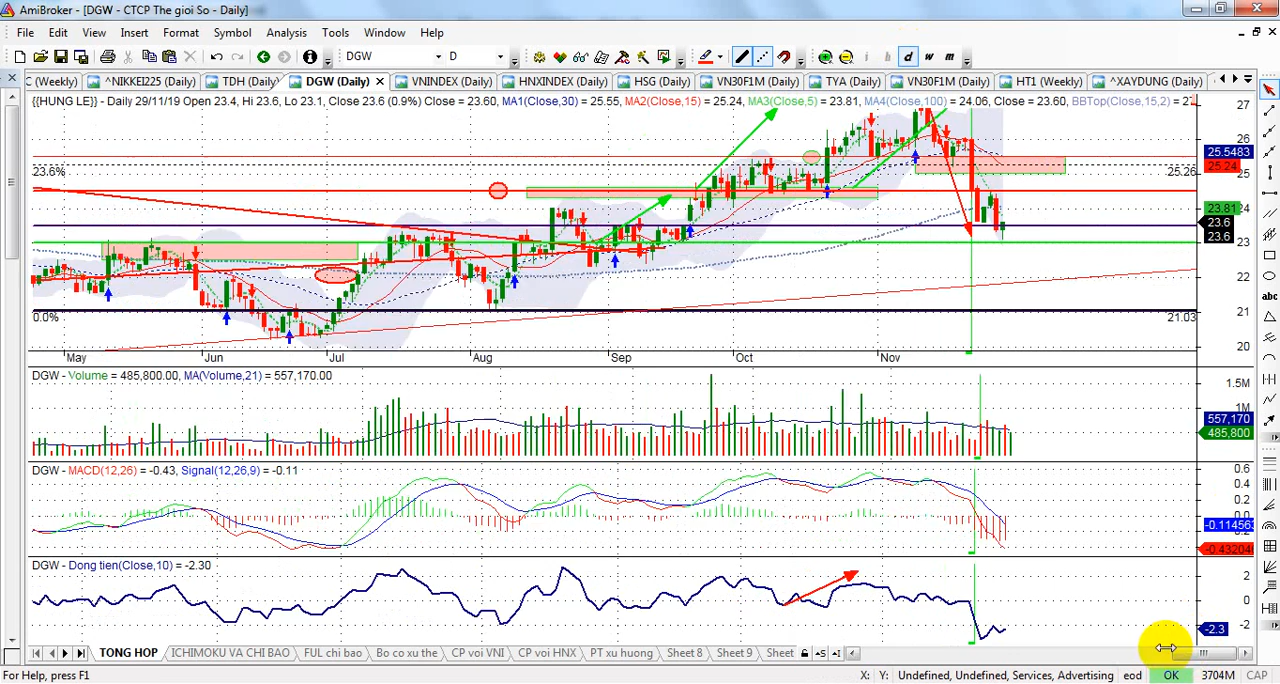 AmiBroker - [DGW - CTCP The gioi So - Daily]
File Edit View Insert Format Symbol Analysis Tools Window Help
DGW D d w m
C (Weekly) ^NIKKEI225 (Daily) TDH (Daily) DGW (Daily) VNINDEX (Daily) HNXINDEX (Daily) HSG (Daily) VN30F1M (Daily) TYA (Daily) VN30F1M (Daily) HT1 (Weekly) ^XAYDUNG (Daily)
{{HUNG LE}} - Daily 29/11/19 Open 23.4, Hi 23.6, Lo 23.1, Close 23.6 (0.9%) Close = 23.60, MA1(Close,30) = 25.55, MA2(Close,15) = 25.24, MA3(Close,5) = 23.81, MA4(Close,100) = 24.06, Close = 23.60, BBTop(Close,15,2) =
27
26
25.5483
25.24
23.6% 25.26
25
24
23.81
23.6
23.6
23
22
0.0% 21.03
21
20
May Jun Jul Aug Sep Oct Nov
DGW - Volume = 485,800.00, MA(Volume,21) = 557,170.00
1.5M
1M
557,170
485,800
DGW - MACD(12,26) = -0.43, Signal(12,26,9) = -0.11
0.6
0.4
0.2
0.0
-0.114563
DGW - Dong tien(Close,10) = -2.30
2
0
-2
-2.3
TONG HOP ICHIMOKU VA CHI BAO FUL chi bao Bo co xu the CP voi VNI CP voi HNX PT xu huong Sheet 8 Sheet 9 Sheet
For Help, press F1 X: Y: Undefined, Undefined, Services, Advertising eod OK 3704M CAP
abc